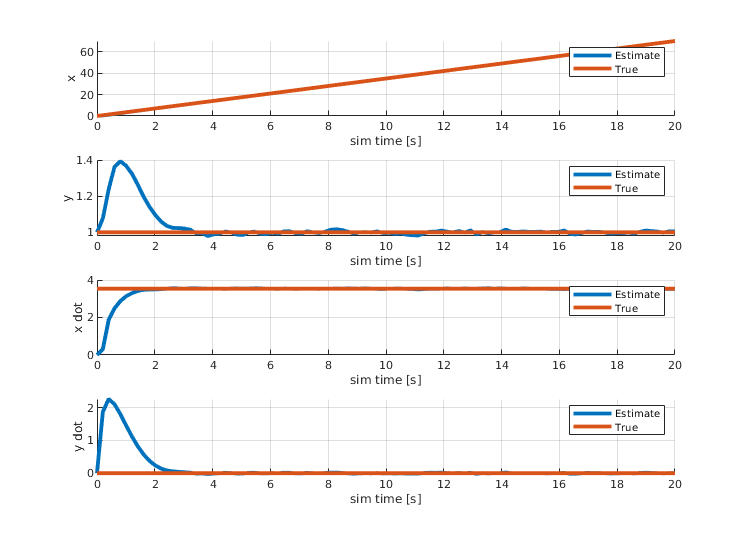 60
40
20
0
x
Estimate
True
0 2 4 6 8 10 12 14 16 18 20
sim time [s]
1.4
1.2
1
y
Estimate
True
0 2 4 6 8 10 12 14 16 18 20
sim time [s]
4
2
0
x dot
Estimate
True
0 2 4 6 8 10 12 14 16 18 20
sim time [s]
2
1
0
y dot
Estimate
True
0 2 4 6 8 10 12 14 16 18 20
sim time [s]